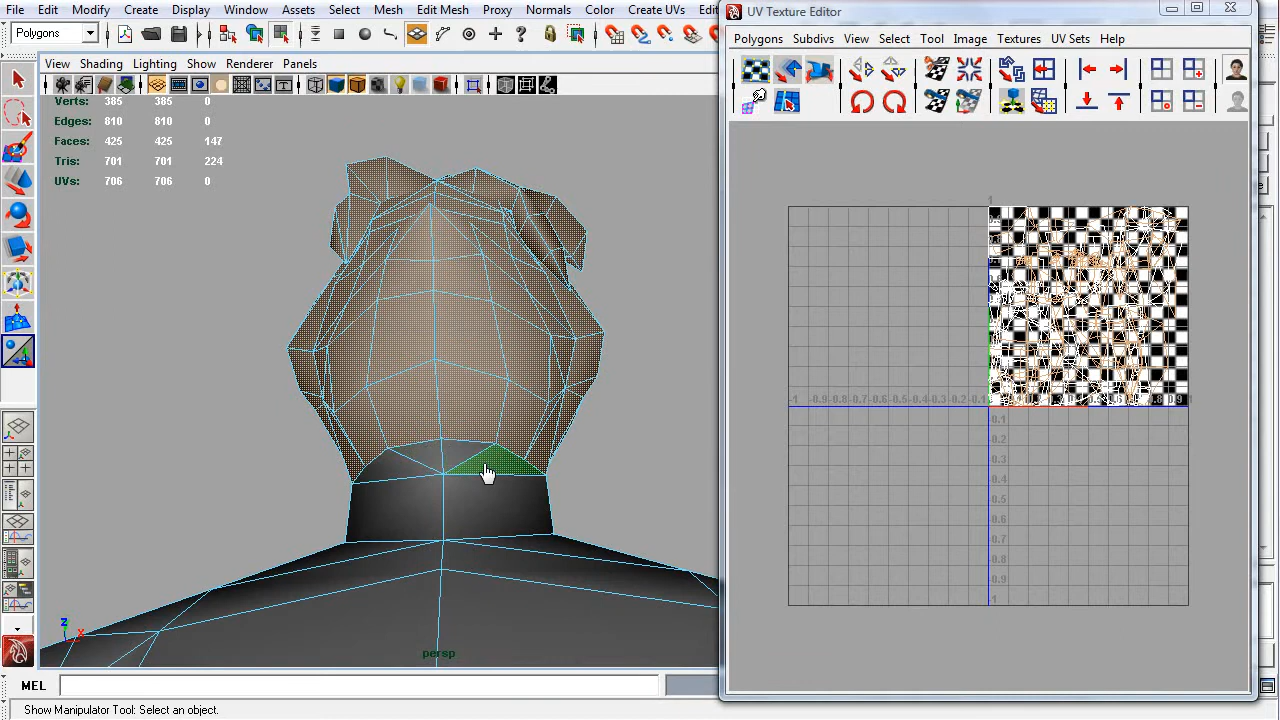 File Edit Modify Create Display Window Assets Select Mesh Edit Mesh Proxy Normals Color Create UVs Ed
UV Texture Editor
Polygons
Polygons Subdivs View Select Tool Image Textures UV Sets Help
View Shading Lighting Show Renderer Panels
Verts: 385 385 0
Edges: 810 810 0
Faces: 425 425 147
Tris: 701 701 224
UVs: 706 706 0
1
-1 -0.9 -0.8 -0.7 -0.6 -0.5 -0.4 -0.3 -0.2 -0.1
0.1
0.2
0.3
0.4
0.5
0.6
0.7
0.8
0.9
z
x
persp
MEL
Show Manipulator Tool: Select an object.